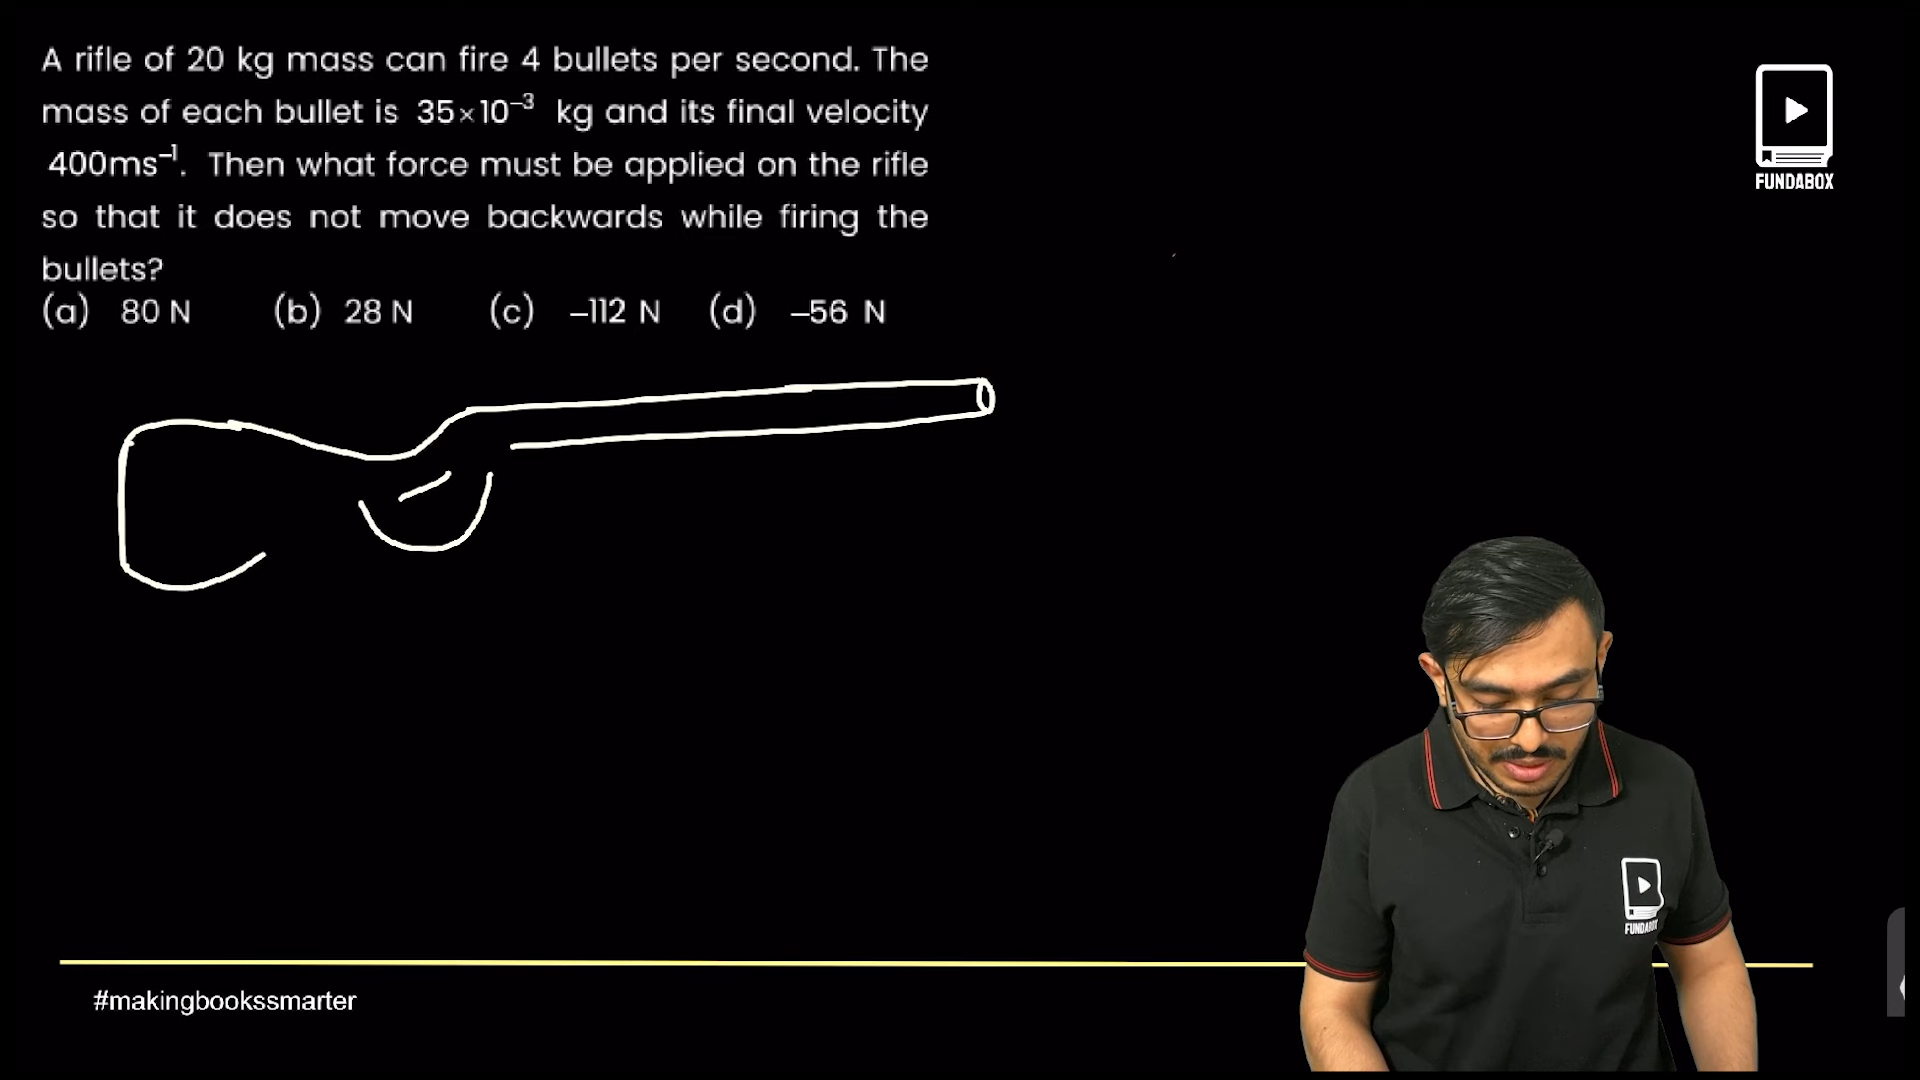 A rifle of 20 kg mass can fire 4 bullets per second. The
mass of each bullet is 35×10⁻³ kg and its final velocity
400ms⁻¹. Then what force must be applied on the rifle
so that it does not move backwards while firing the
bullets?
(a) 80 N (b) 28 N (c) –112 N (d) –56 N
FUNDABOX
FUNDABOX
#makingbookssmarter